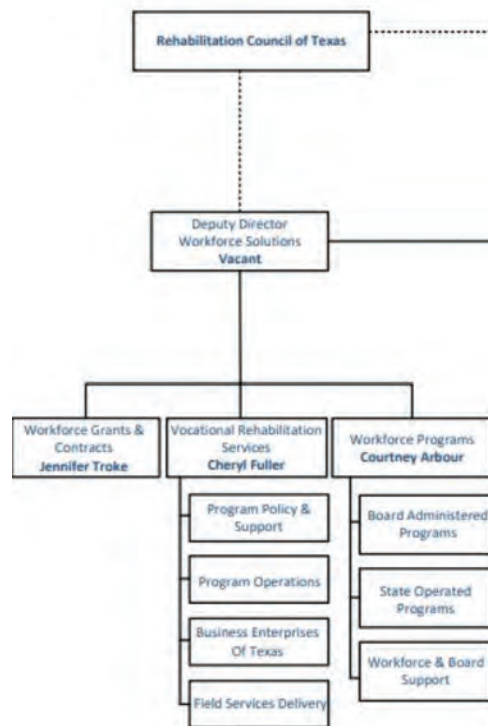 Rehabilitation Council of Texas
Deputy Director
Workforce Solutions
Vacant
Workforce Grants &
Contracts
Jennifer Troke
Vocational Rehabilitation
Services
Cheryl Fuller
Workforce Programs
Courtney Arbour
Program Policy &
Support
Program Operations
Business Enterprises
Of Texas
Field Services Delivery
Board Administered
Programs
State Operated
Programs
Workforce & Board
Support